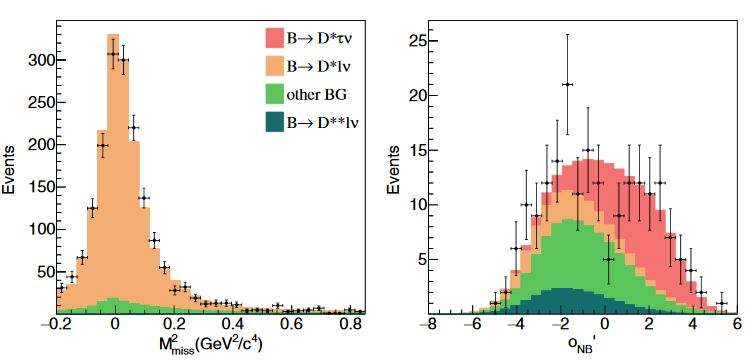 Events
300
250
200
150
100
50
−0.2 0 0.2 0.4 0.6 0.8
M²miss(GeV²/c⁴)
B→ D*τν
B→ D*lν
other BG
B→ D**lν
Events
25
20
15
10
5
−8 −6 −4 −2 0 2 4 6
oNB'